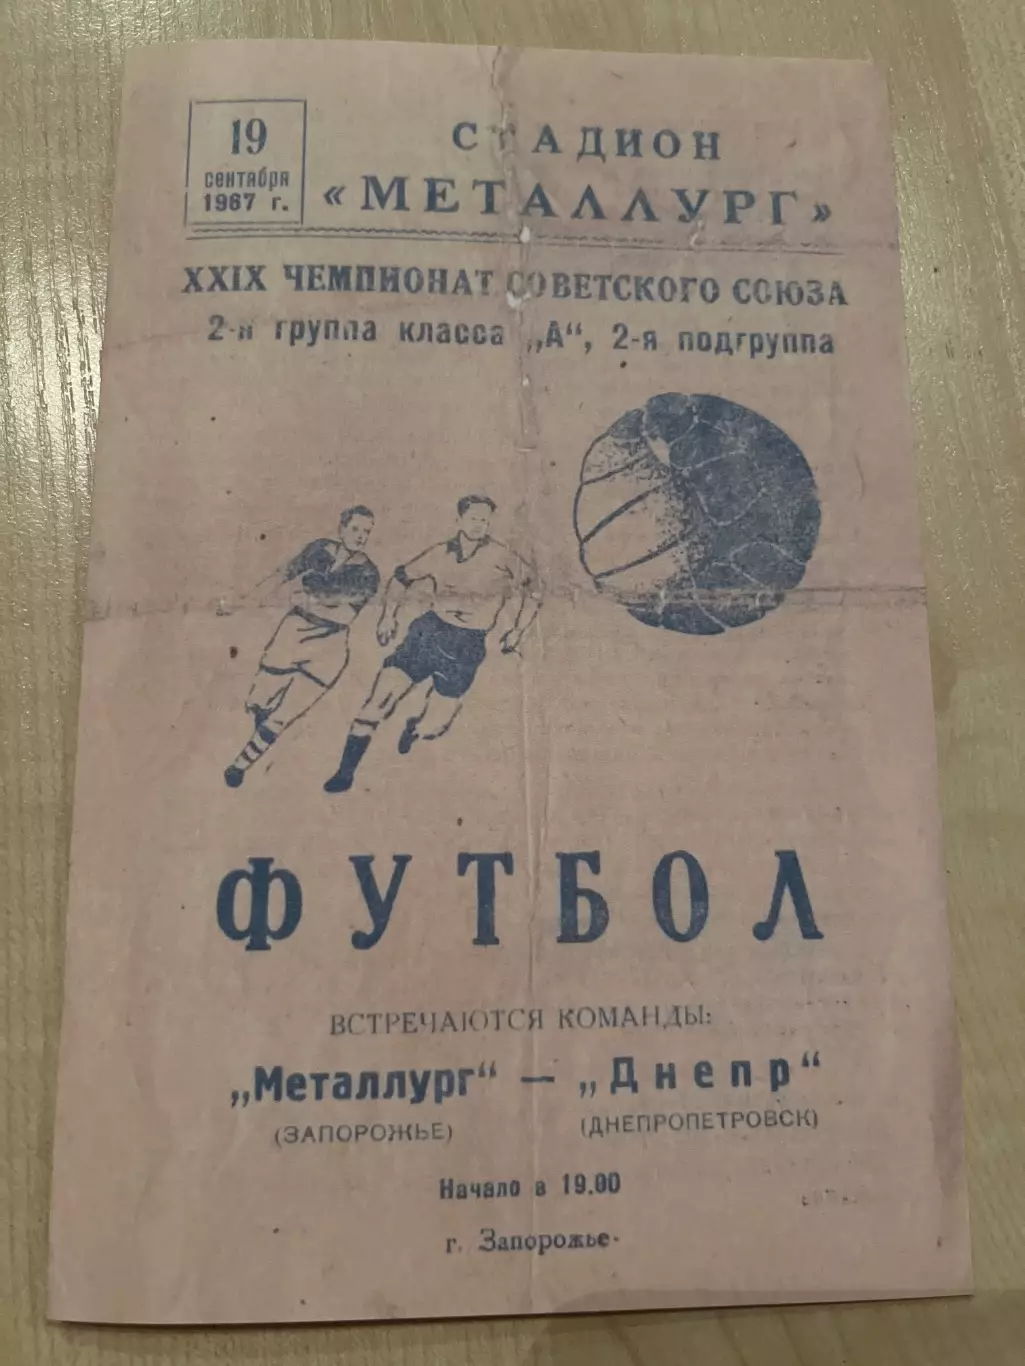 19
сентября
1967 г.
СТАДИОН
«МЕТАЛЛУРГ»
XXIX ЧЕМПИОНАТ СОВЕТСКОГО СОЮЗА
2-я группа класса „А“, 2-я подгруппа
ФУТБОЛ
ВСТРЕЧАЮТСЯ КОМАНДЫ:
„Металлург“ — „Днепр“
(ЗАПОРОЖЬЕ) (ДНЕПРОПЕТРОВСК)
Начало в 19.00
г. Запорожье.